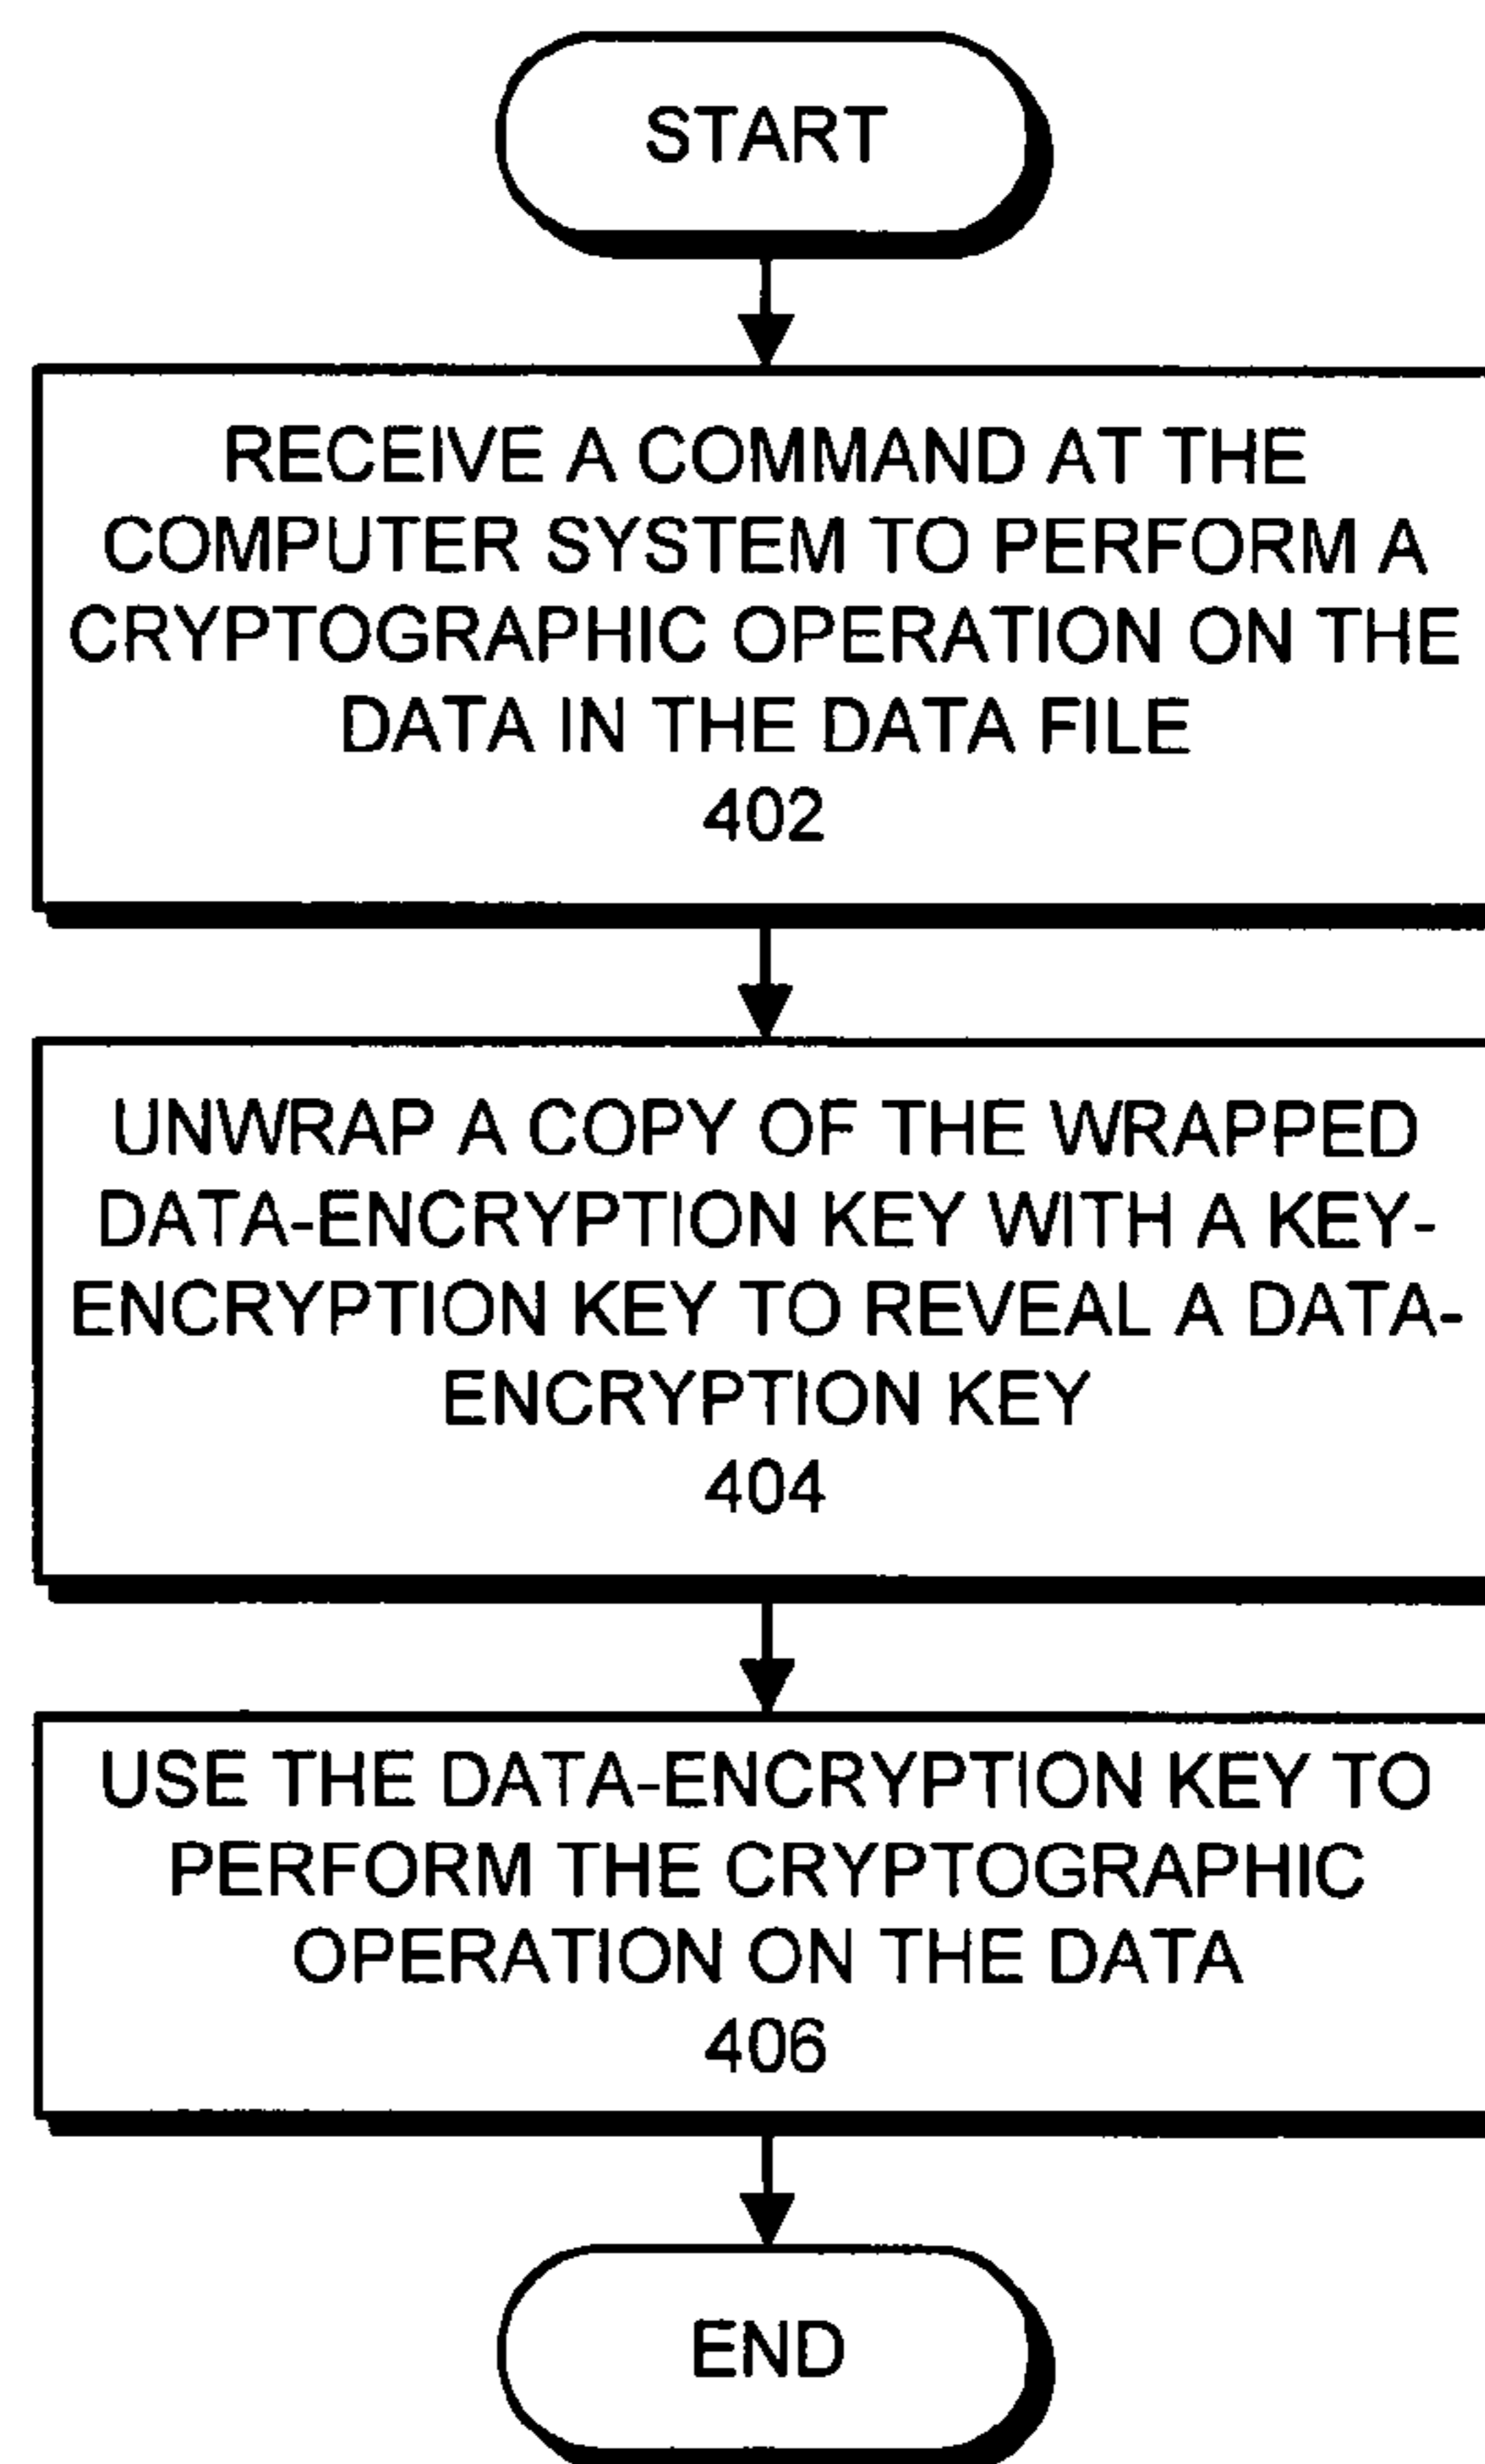 START
RECEIVE A COMMAND AT THE
COMPUTER SYSTEM TO PERFORM A
CRYPTOGRAPHIC OPERATION ON THE
DATA IN THE DATA FILE
402
UNWRAP A COPY OF THE WRAPPED
DATA-ENCRYPTION KEY WITH A KEY-
ENCRYPTION KEY TO REVEAL A DATA-
ENCRYPTION KEY
404
USE THE DATA-ENCRYPTION KEY TO
PERFORM THE CRYPTOGRAPHIC
OPERATION ON THE DATA
406
END